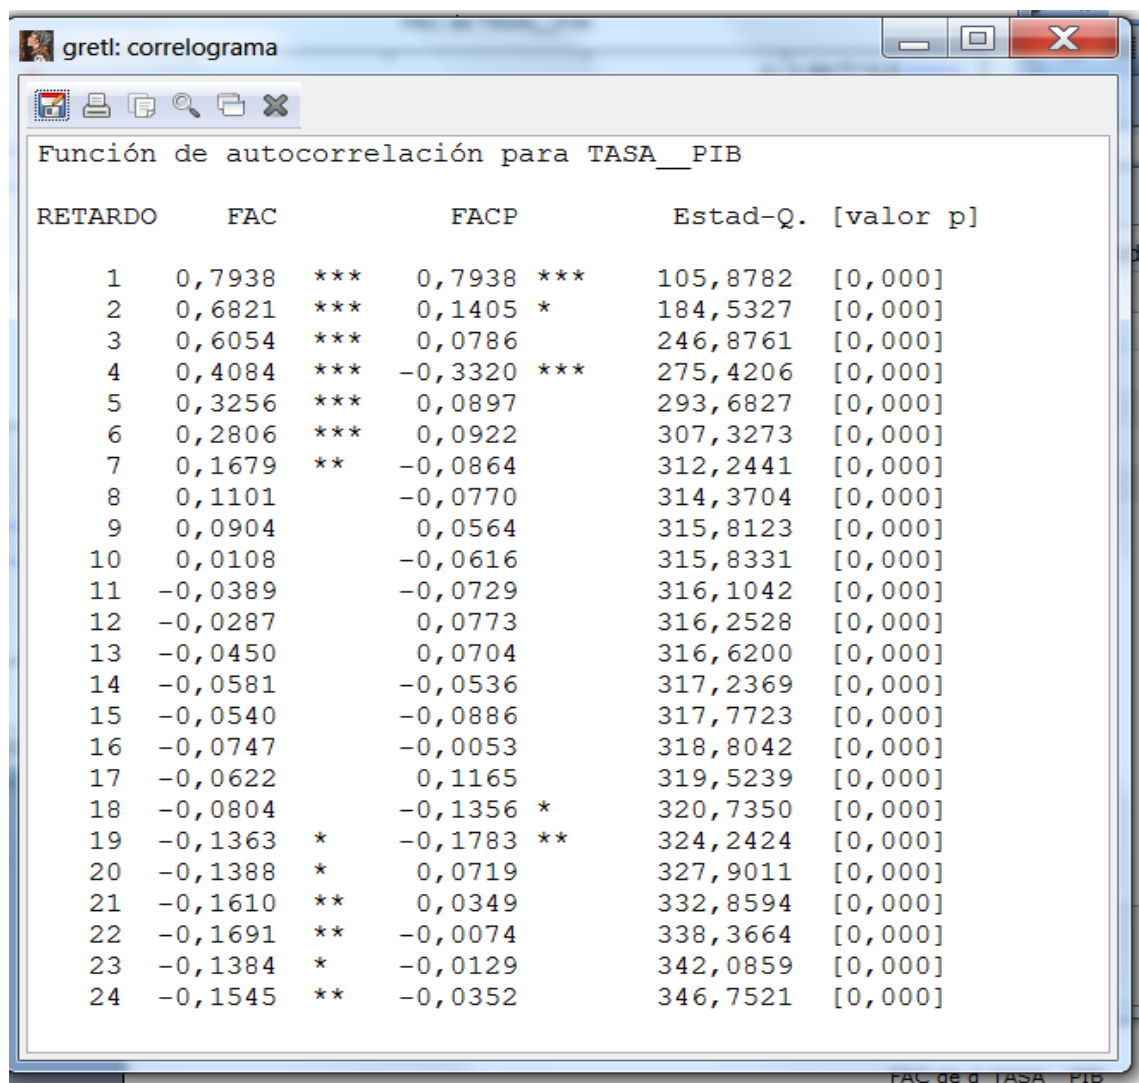 gretl: correlograma
Función de autocorrelación para TASA__PIB
RETARDO FAC FACP Estad-Q. [valor p]
1 0,7938 *** 0,7938 *** 105,8782 [0,000]
2 0,6821 *** 0,1405 * 184,5327 [0,000]
3 0,6054 *** 0,0786 246,8761 [0,000]
4 0,4084 *** -0,3320 *** 275,4206 [0,000]
5 0,3256 *** 0,0897 293,6827 [0,000]
6 0,2806 *** 0,0922 307,3273 [0,000]
7 0,1679 ** -0,0864 312,2441 [0,000]
8 0,1101 -0,0770 314,3704 [0,000]
9 0,0904 0,0564 315,8123 [0,000]
10 0,0108 -0,0616 315,8331 [0,000]
11 -0,0389 -0,0729 316,1042 [0,000]
12 -0,0287 0,0773 316,2528 [0,000]
13 -0,0450 0,0704 316,6200 [0,000]
14 -0,0581 -0,0536 317,2369 [0,000]
15 -0,0540 -0,0886 317,7723 [0,000]
16 -0,0747 -0,0053 318,8042 [0,000]
17 -0,0622 0,1165 319,5239 [0,000]
18 -0,0804 -0,1356 * 320,7350 [0,000]
19 -0,1363 * -0,1783 ** 324,2424 [0,000]
20 -0,1388 * 0,0719 327,9011 [0,000]
21 -0,1610 ** 0,0349 332,8594 [0,000]
22 -0,1691 ** -0,0074 338,3664 [0,000]
23 -0,1384 * -0,0129 342,0859 [0,000]
24 -0,1545 ** -0,0352 346,7521 [0,000]
FAC de d_TASA__PIB